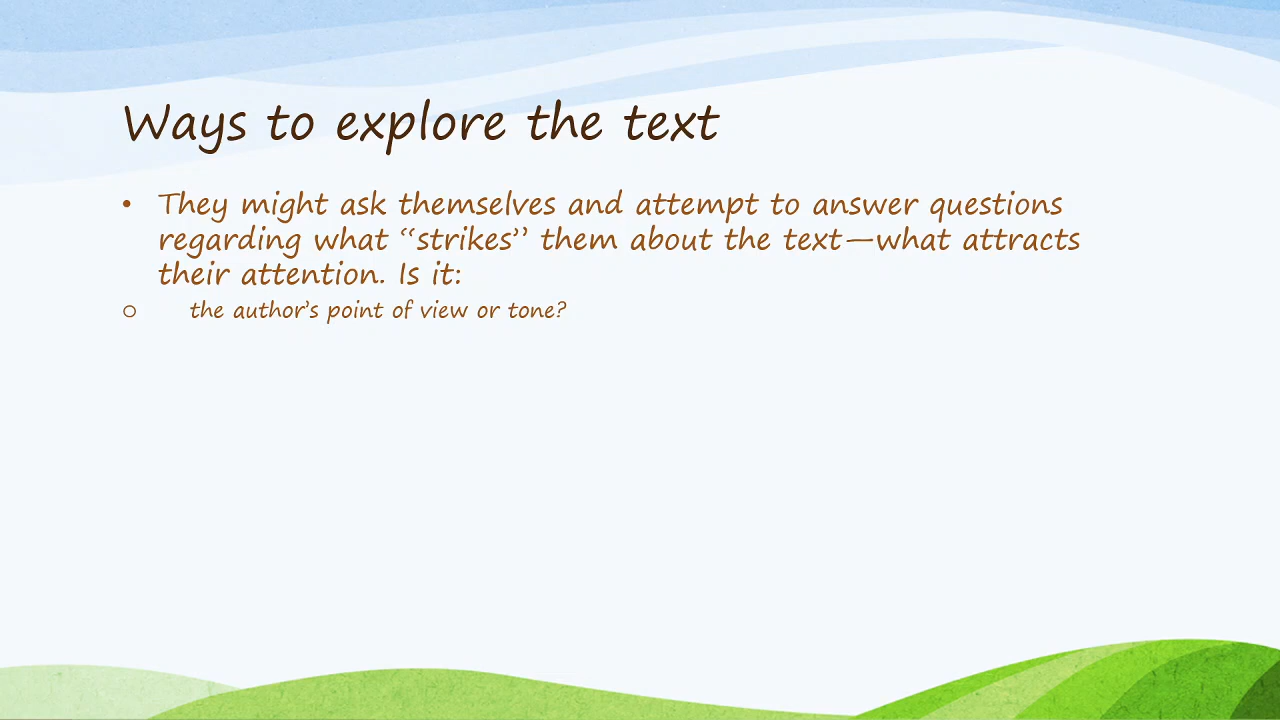 Ways to explore the text
• They might ask themselves and attempt to answer questions
regarding what “strikes” them about the text—what attracts
their attention. Is it:
○ the author’s point of view or tone?